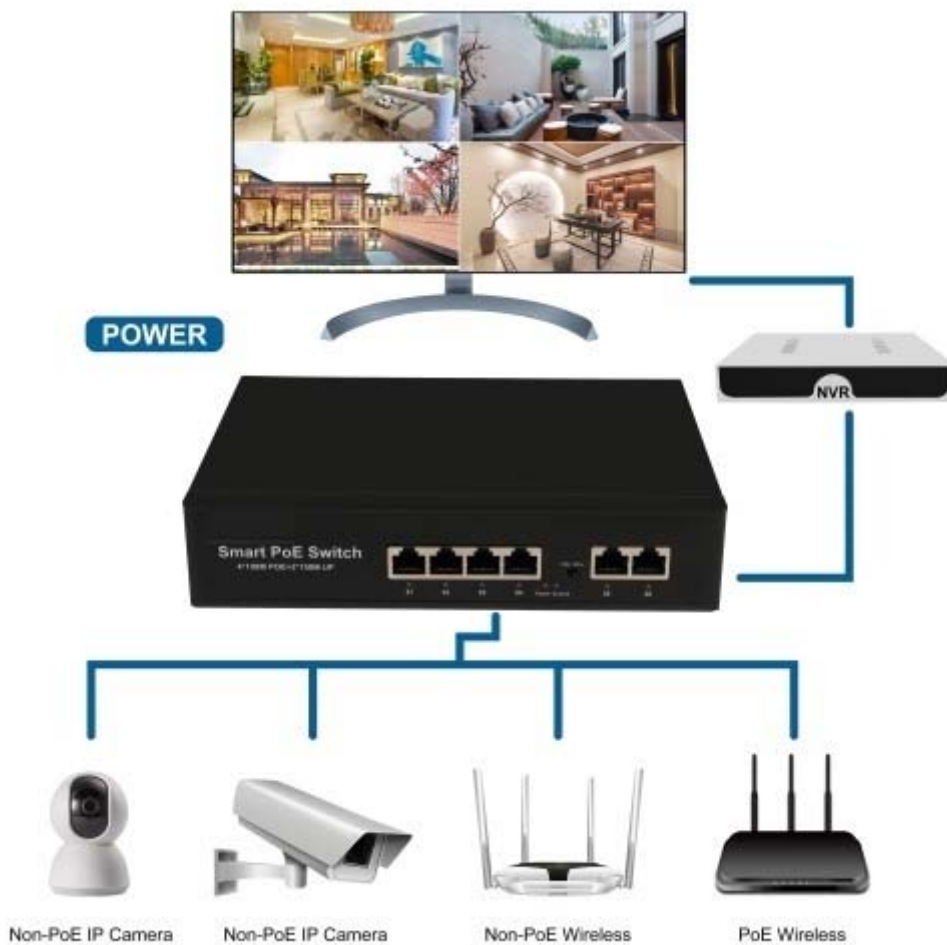 POWER
NVR
Smart PoE Switch
Non-PoE IP Camera
Non-PoE IP Camera
Non-PoE Wireless
PoE Wireless